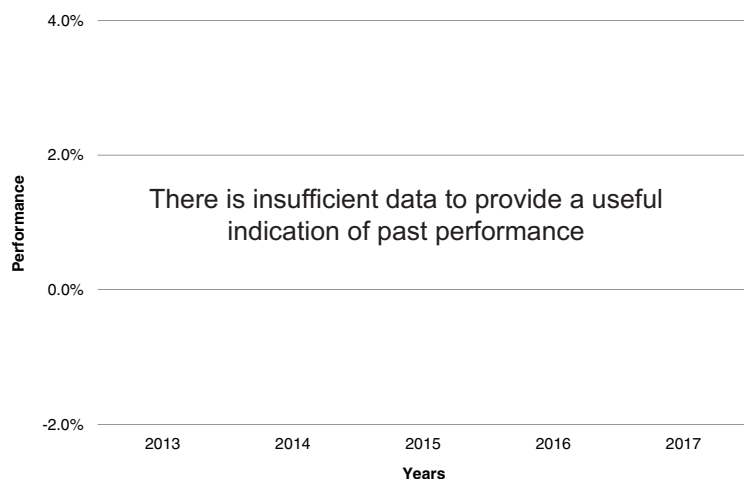 4.0%
2.0%
There is insufficient data to provide a useful
indication of past performance
Performance
0.0%
-2.0%
2013 2014 2015 2016 2017
Years